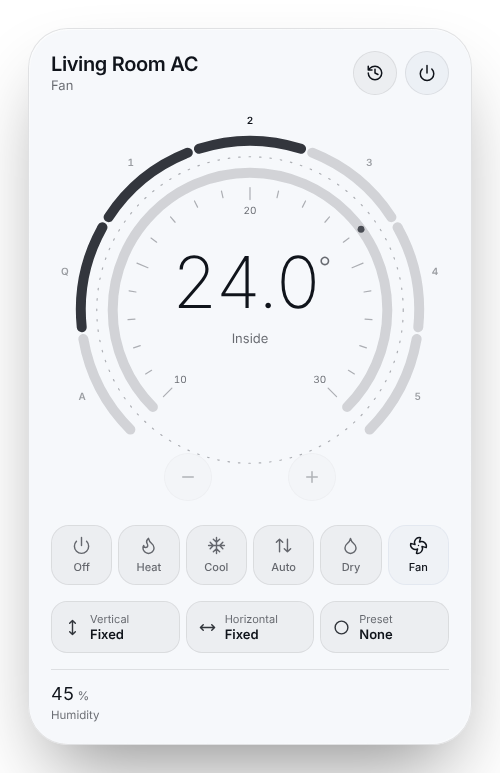 Living Room AC
Fan
2
1
3
20
Q
4
24.0°
Inside
10
30
A
5
Off
Heat
Cool
Auto
Dry
Fan
Vertical
Fixed
Horizontal
Fixed
Preset
None
45 %
Humidity